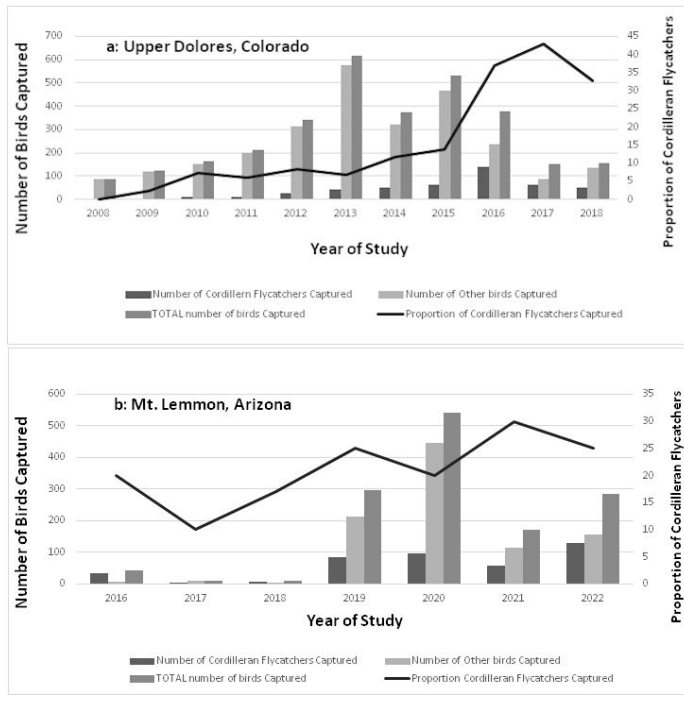 a: Upper Dolores, Colorado
Number of Birds Captured
700
600
500
400
300
200
100
0
45
40
35
30
25
20
15
10
5
0
Proportion of Cordilleran Flycatchers
2008 2009 2010 2011 2012 2013 2014 2015 2016 2017 2018
Year of Study
Number of Cordillern Flycatchers Captured Number of Other birds Captured
TOTAL number of birds Captured Proportion of Cordilleran Flycatchers Captured
b: Mt. Lemmon, Arizona
Number of Birds Captured
600
500
400
300
200
100
0
35
30
25
20
15
10
5
0
Proportion of Cordilleran Flycatchers
2016 2017 2018 2019 2020 2021 2022
Year of Study
Number of Cordilleran Flycatchers Captured Number of Other birds Captured
TOTAL number of birds Captured Proportion Cordilleran Flycatchers Captured